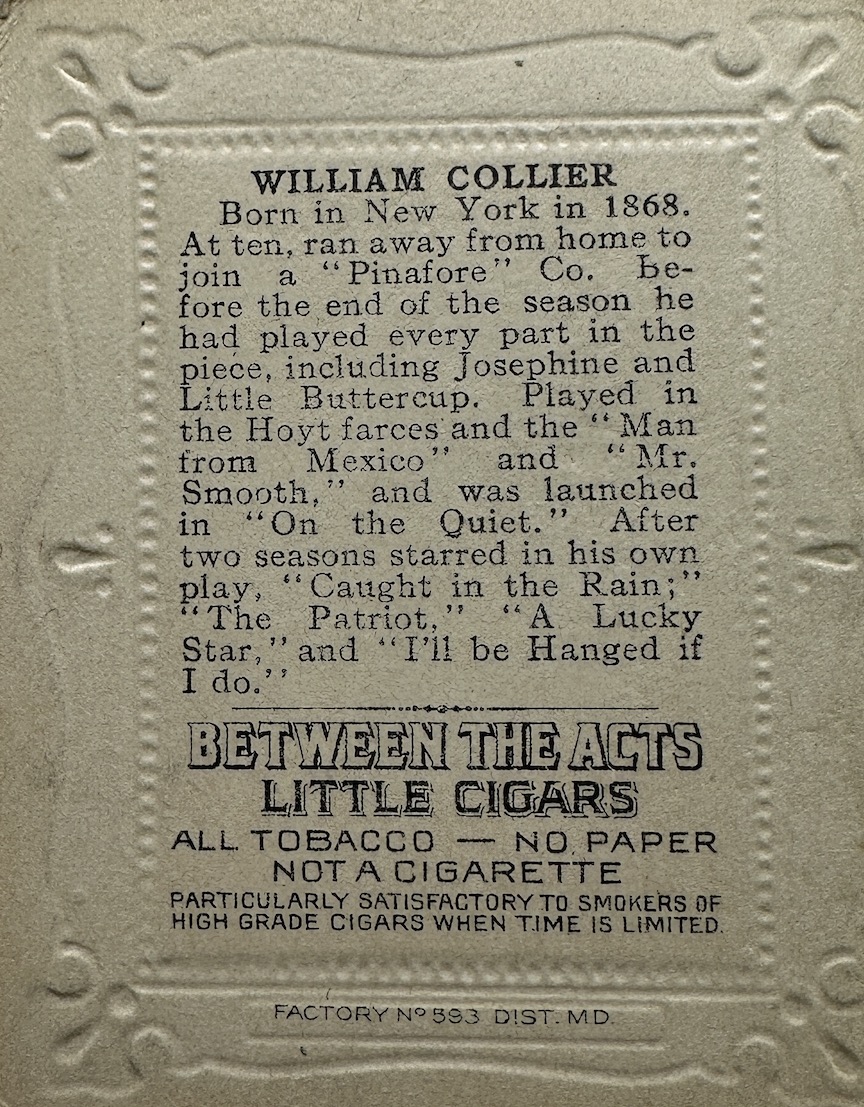 WILLIAM COLLIER
Born in New York in 1868.
At ten, ran away from home to
join a “Pinafore” Co. Be-
fore the end of the season he
had played every part in the
piece, including Josephine and
Little Buttercup. Played in
the Hoyt farces and the “Man
from Mexico” and “Mr.
Smooth,” and was launched
in “On the Quiet.” After
two seasons starred in his own
play, “Caught in the Rain;”
“The Patriot,” “A Lucky
Star,” and “I’ll be Hanged if
I do.”
BETWEEN THE ACTS
LITTLE CIGARS
ALL TOBACCO — NO PAPER
NOT A CIGARETTE
PARTICULARLY SATISFACTORY TO SMOKERS OF
HIGH GRADE CIGARS WHEN TIME IS LIMITED.
FACTORY Nº 593 DIST. MD.